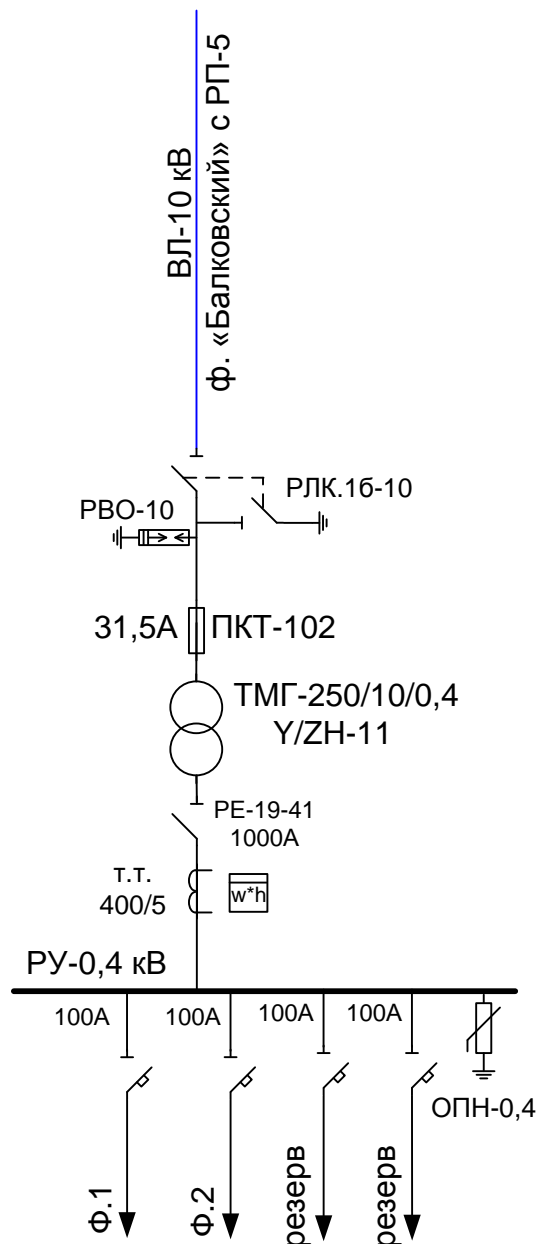 ВЛ-10 кВ
ф. «Балковский» с РП-5
РЛК.1б-10
РВО-10
31,5А
ПКТ-102
ТМГ-250/10/0,4
Y/ZН-11
РЕ-19-41
1000А
т.т.
400/5
w*h
РУ-0,4 кВ
100А
100А
100А
100А
ОПН-0,4
Ф.1
Ф.2
резерв
резерв